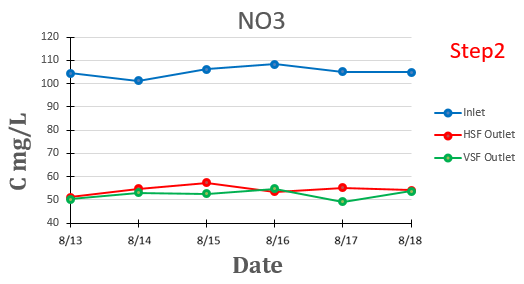 NO3
Step2
120
110
100
90
80
70
60
50
40
C mg/L
8/13 8/14 8/15 8/16 8/17 8/18
Date
Inlet
HSF Outlet
VSF Outlet